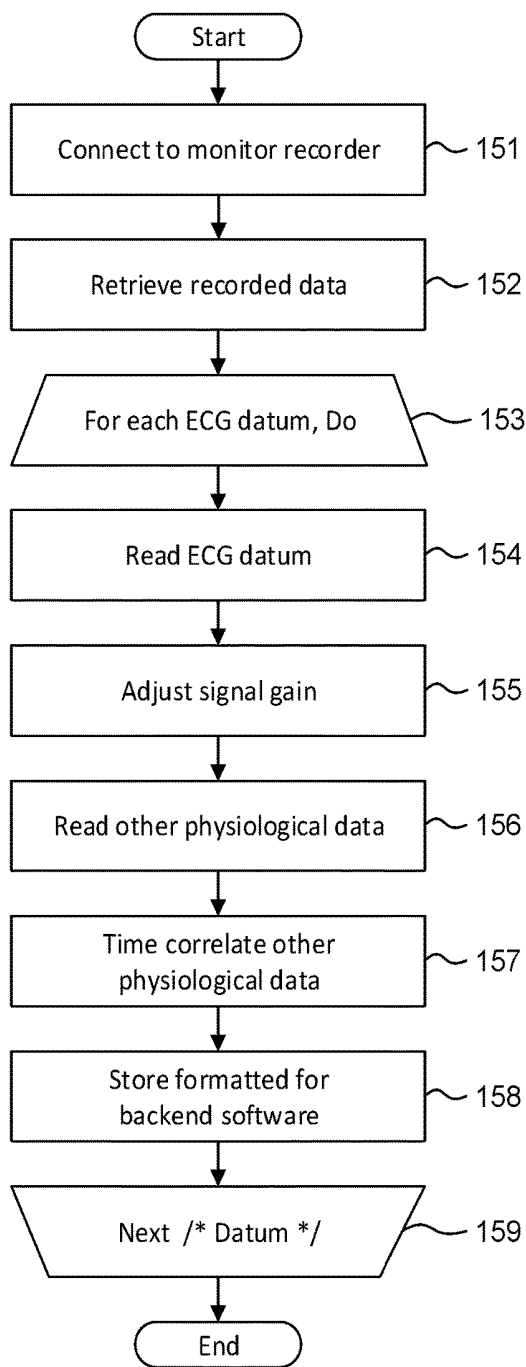 Start
Connect to monitor recorder
151
Retrieve recorded data
152
For each ECG datum, Do
153
Read ECG datum
154
Adjust signal gain
155
Read other physiological data
156
Time correlate other
physiological data
157
Store formatted for
backend software
158
Next /* Datum */
159
End